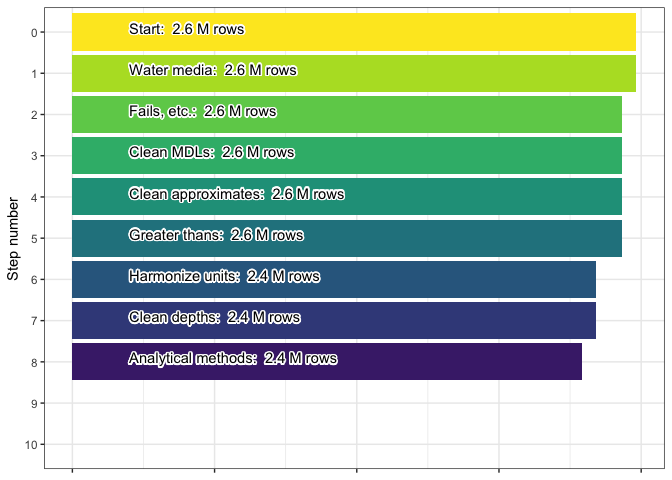 0
Start: 2.6 M rows
1
Water media: 2.6 M rows
2
Fails, etc.: 2.6 M rows
3
Clean MDLs: 2.6 M rows
4
Clean approximates: 2.6 M rows
5
Greater thans: 2.6 M rows
6
Harmonize units: 2.4 M rows
7
Clean depths: 2.4 M rows
8
Analytical methods: 2.4 M rows
9
10
Step number